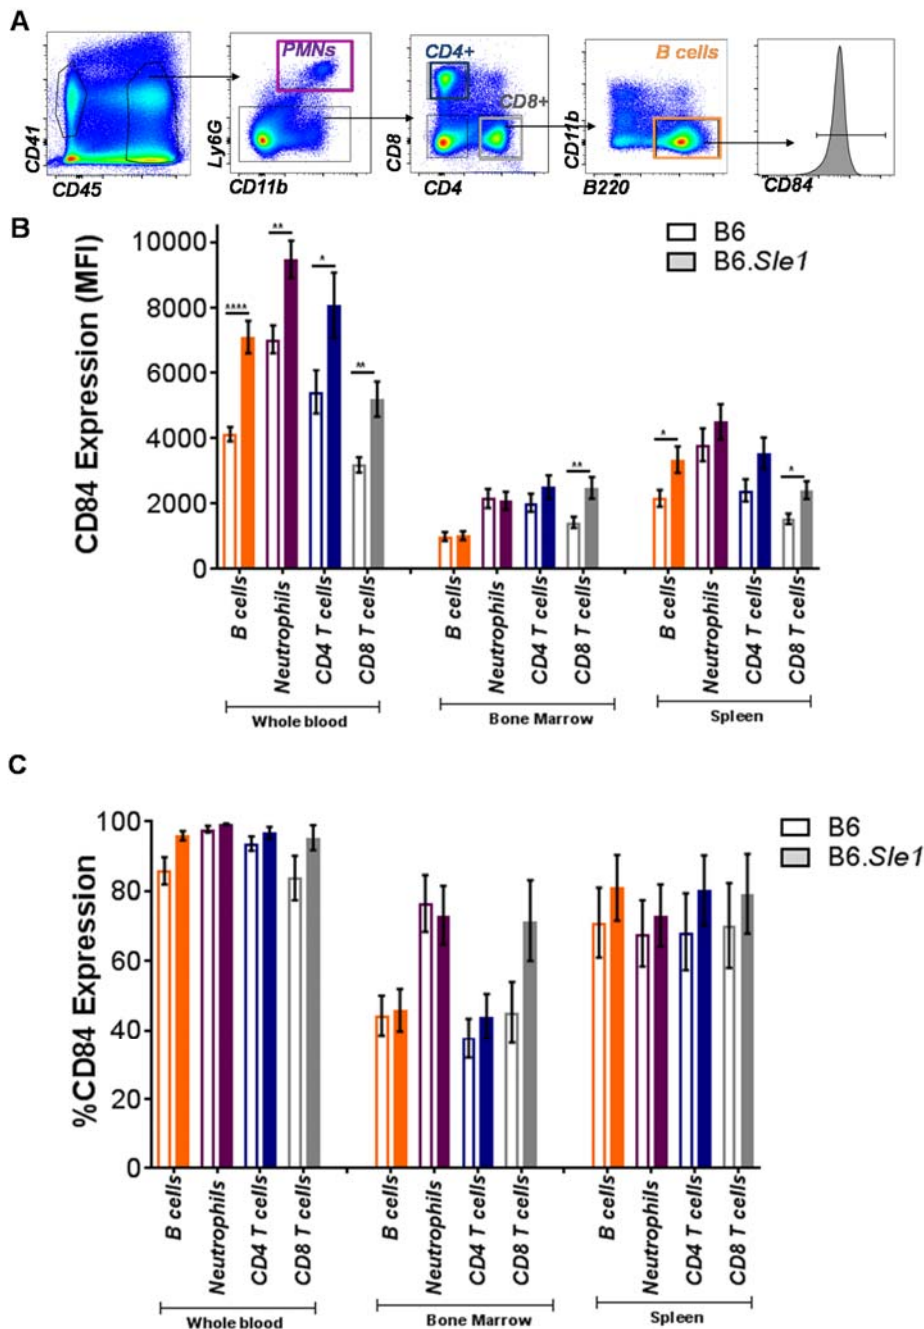 A
PMNs
CD4+
CD8+
B cells
CD41
CD45
Ly6G
CD11b
CD8
CD4
CD11b
B220
CD84
B
CD84 Expression (MFI)
10000
8000
6000
4000
2000
0
****
**
*
**
**
*
*
B6
B6.Sle1
B cells
Neutrophils
CD4 T cells
CD8 T cells
B cells
Neutrophils
CD4 T cells
CD8 T cells
B cells
Neutrophils
CD4 T cells
CD8 T cells
Whole blood
Bone Marrow
Spleen
C
%CD84 Expression
100
80
60
40
20
0
B6
B6.Sle1
B cells
Neutrophils
CD4 T cells
CD8 T cells
B cells
Neutrophils
CD4 T cells
CD8 T cells
B cells
Neutrophils
CD4 T cells
CD8 T cells
Whole blood
Bone Marrow
Spleen